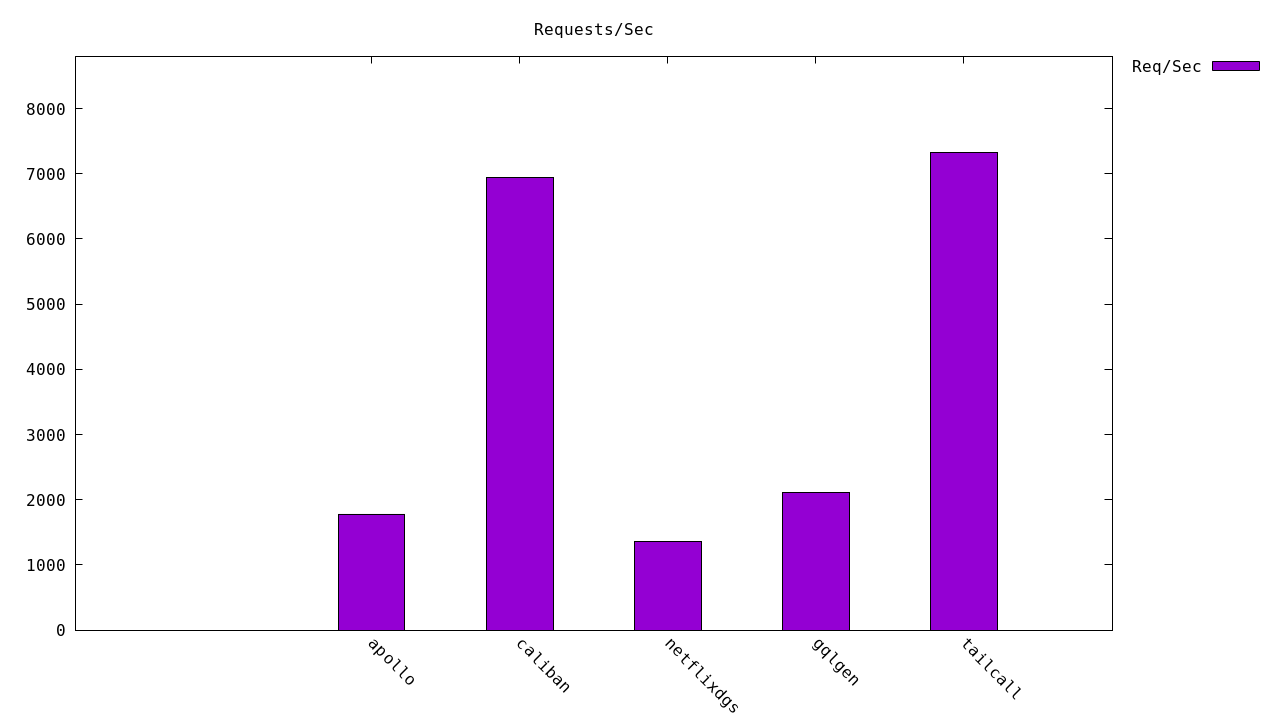 Requests/Sec
Req/Sec
8000
7000
6000
5000
4000
3000
2000
1000
0
apollo
caliban
netflixdgs
gqlgen
tailcall